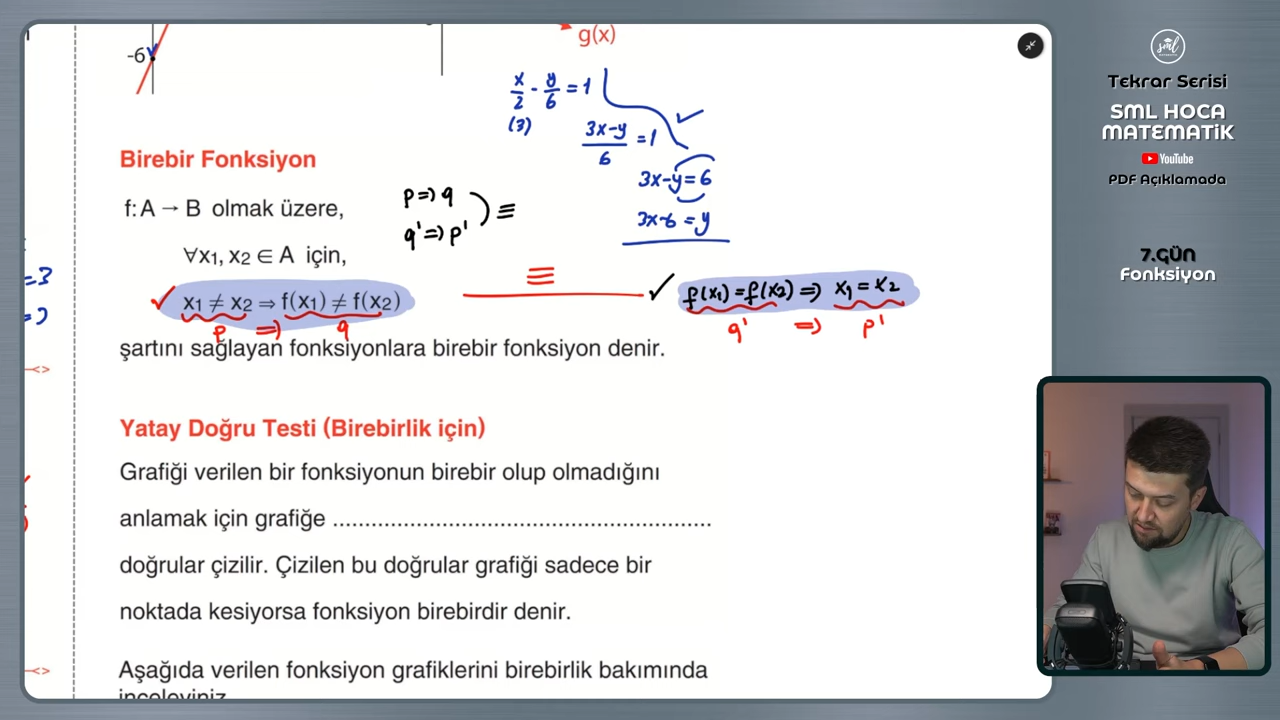 -6
g(x)
x/2 - y/6 = 1
(3)
3x-y/6 = 1
3x-y=6
3x-6=y
Birebir Fonksiyon
f: A → B olmak üzere,
p=>q
q'=>p'
≡
∀x1, x2 ∈ A için,
=3
≡
x1 ≠ x2 ⇒ f(x1) ≠ f(x2)
f(x1)=f(x2) => x1=x2
p => q
q' => p'
şartını sağlayan fonksiyonlara birebir fonksiyon denir.
Yatay Doğru Testi (Birebirlik için)
Grafiği verilen bir fonksiyonun birebir olup olmadığını
anlamak için grafiğe ..........................................................
doğrular çizilir. Çizilen bu doğrular grafiği sadece bir
noktada kesiyorsa fonksiyon birebirdir denir.
Aşağıda verilen fonksiyon grafiklerini birebirlik bakımında
inceleyiniz
sml
Tekrar Serisi
SML HOCA
MATEMATİK
YouTube
PDF Açıklamada
7.GÜN
Fonksiyon